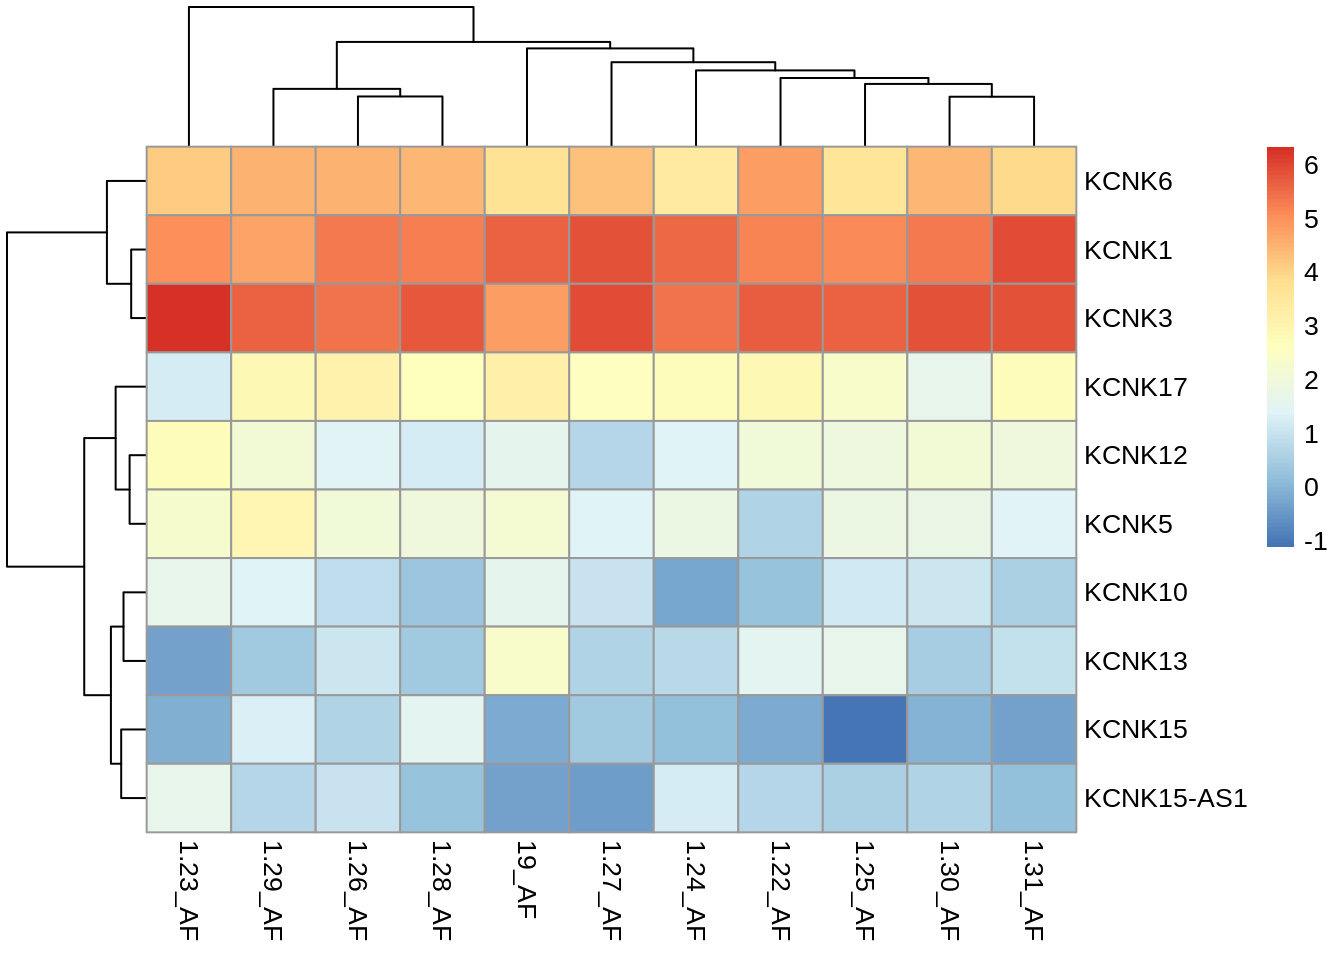 KCNK6
KCNK1
KCNK3
KCNK17
KCNK12
KCNK5
KCNK10
KCNK13
KCNK15
KCNK15-AS1
6
5
4
3
2
1
0
-1
1.23_AF
1.29_AF
1.26_AF
1.28_AF
19_AF
1.27_AF
1.24_AF
1.22_AF
1.25_AF
1.30_AF
1.31_AF